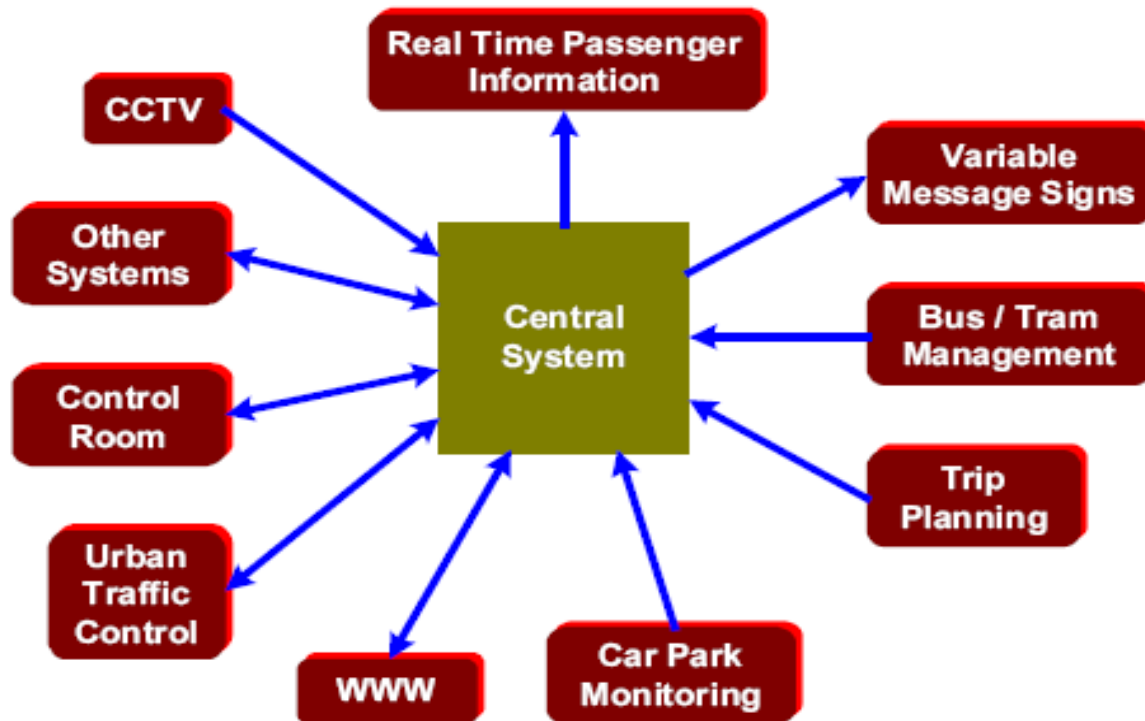 Real Time Passenger
Information
CCTV
Variable
Message Signs
Other
Systems
Central
System
Bus / Tram
Management
Control
Room
Trip
Planning
Urban
Traffic
Control
WWW
Car Park
Monitoring